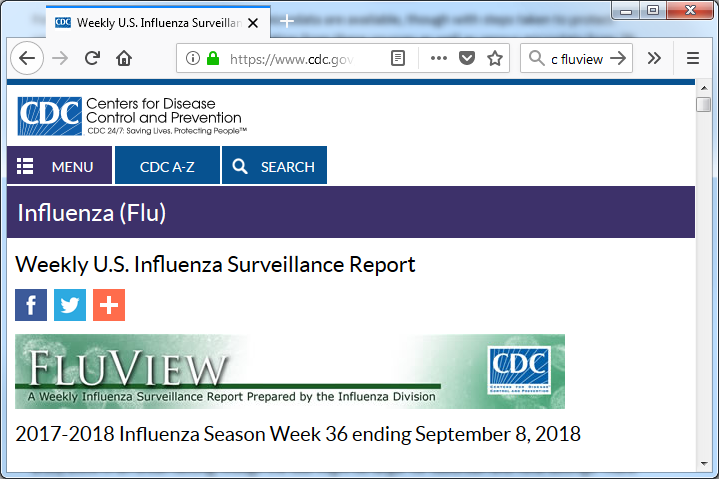 Weekly U.S. Influenza Surveillan
https://www.cdc.gov
c fluview
CDC
Centers for Disease
Control and Prevention
CDC 24/7: Saving Lives, Protecting People™
MENU
CDC A-Z
SEARCH
Influenza (Flu)
Weekly U.S. Influenza Surveillance Report
FLUVIEW
CDC
CENTERS FOR DISEASE
CONTROL AND PREVENTION
A Weekly Influenza Surveillance Report Prepared by the Influenza Division
2017-2018 Influenza Season Week 36 ending September 8, 2018